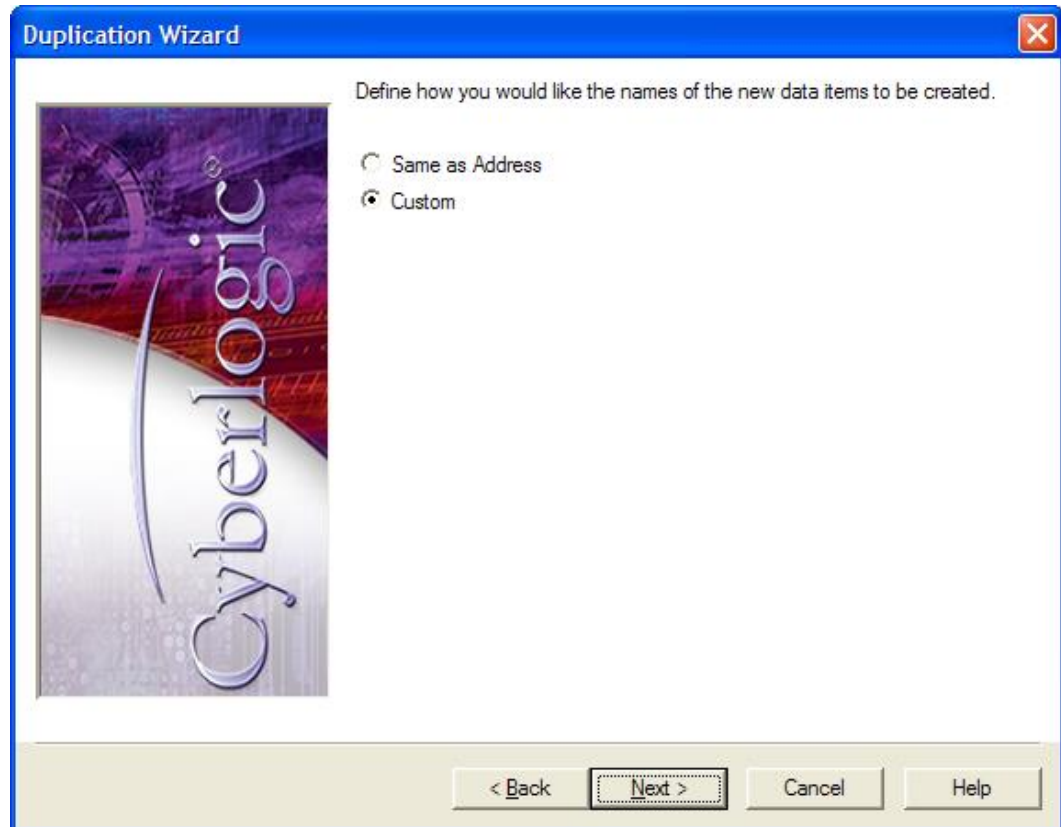 Duplication Wizard
Define how you would like the names of the new data items to be created.
Same as Address
Custom
Cyberlogic®
< Back
Next >
Cancel
Help